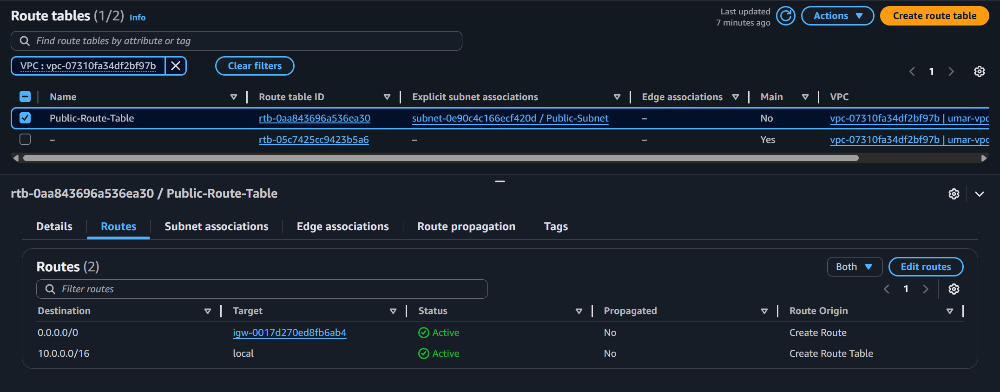 Route tables (1/2) Info
Last updated
7 minutes ago
Actions
Create route table
Find route tables by attribute or tag
VPC : vpc-07310fa34df2bf97b
Clear filters
1
Name Route table ID Explicit subnet associations Edge associations Main VPC
Public-Route-Table rtb-0aa843696a536ea30 subnet-0e90c4c166ecf420d / Public-Subnet – No vpc-07310fa34df2bf97b | umar-vpc
– rtb-05c7425cc9423b5a6 – – Yes vpc-07310fa34df2bf97b | umar-vpc
rtb-0aa843696a536ea30 / Public-Route-Table
Details Routes Subnet associations Edge associations Route propagation Tags
Routes (2)
Both
Edit routes
Filter routes
1
Destination Target Status Propagated Route Origin
0.0.0.0/0 igw-0017d270ed8fb6ab4 Active No Create Route
10.0.0.0/16 local Active No Create Route Table